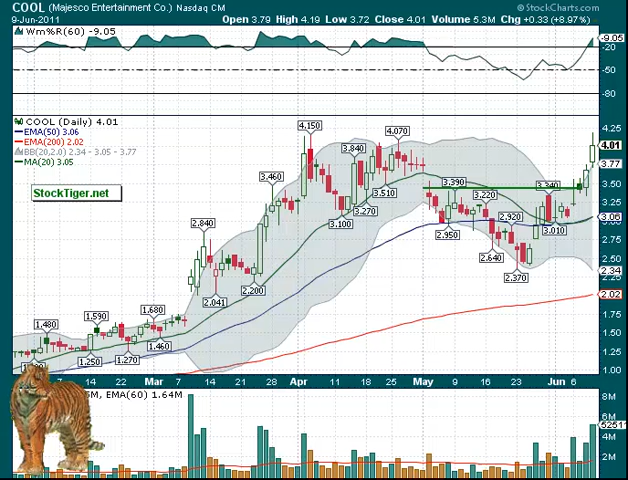 COOL (Majesco Entertainment Co.) Nasdaq CM © StockCharts.com
9-Jun-2011 Open 3.79 High 4.19 Low 3.72 Close 4.01 Volume 5.3M Chg +0.33 (+8.97%)
Wm%R(60) -9.05
-9.05
-20
-50
-80
COOL (Daily) 4.01
EMA(50) 3.06
EMA(200) 2.02
BB(20,2.0) 2.34 - 3.05 - 3.77
MA(20) 3.05
StockTiger.net
4.150
4.070
3.840
3.460
3.510
3.390
3.340
3.270
3.220
3.100
3.010
2.950
2.920
2.840
2.640
2.370
2.200
2.041
1.680
1.590
1.480
1.460
1.270
1.250
4.25
4.01
3.77
3.50
3.25
3.06
2.75
2.50
2.34
2.02
1.75
1.50
1.25
1.00
14 22 Mar 7 14 21 28 Apr 11 18 25 May 9 16 23 Jun 6
5M, EMA(60) 1.64M
8M
6M
4M
2M